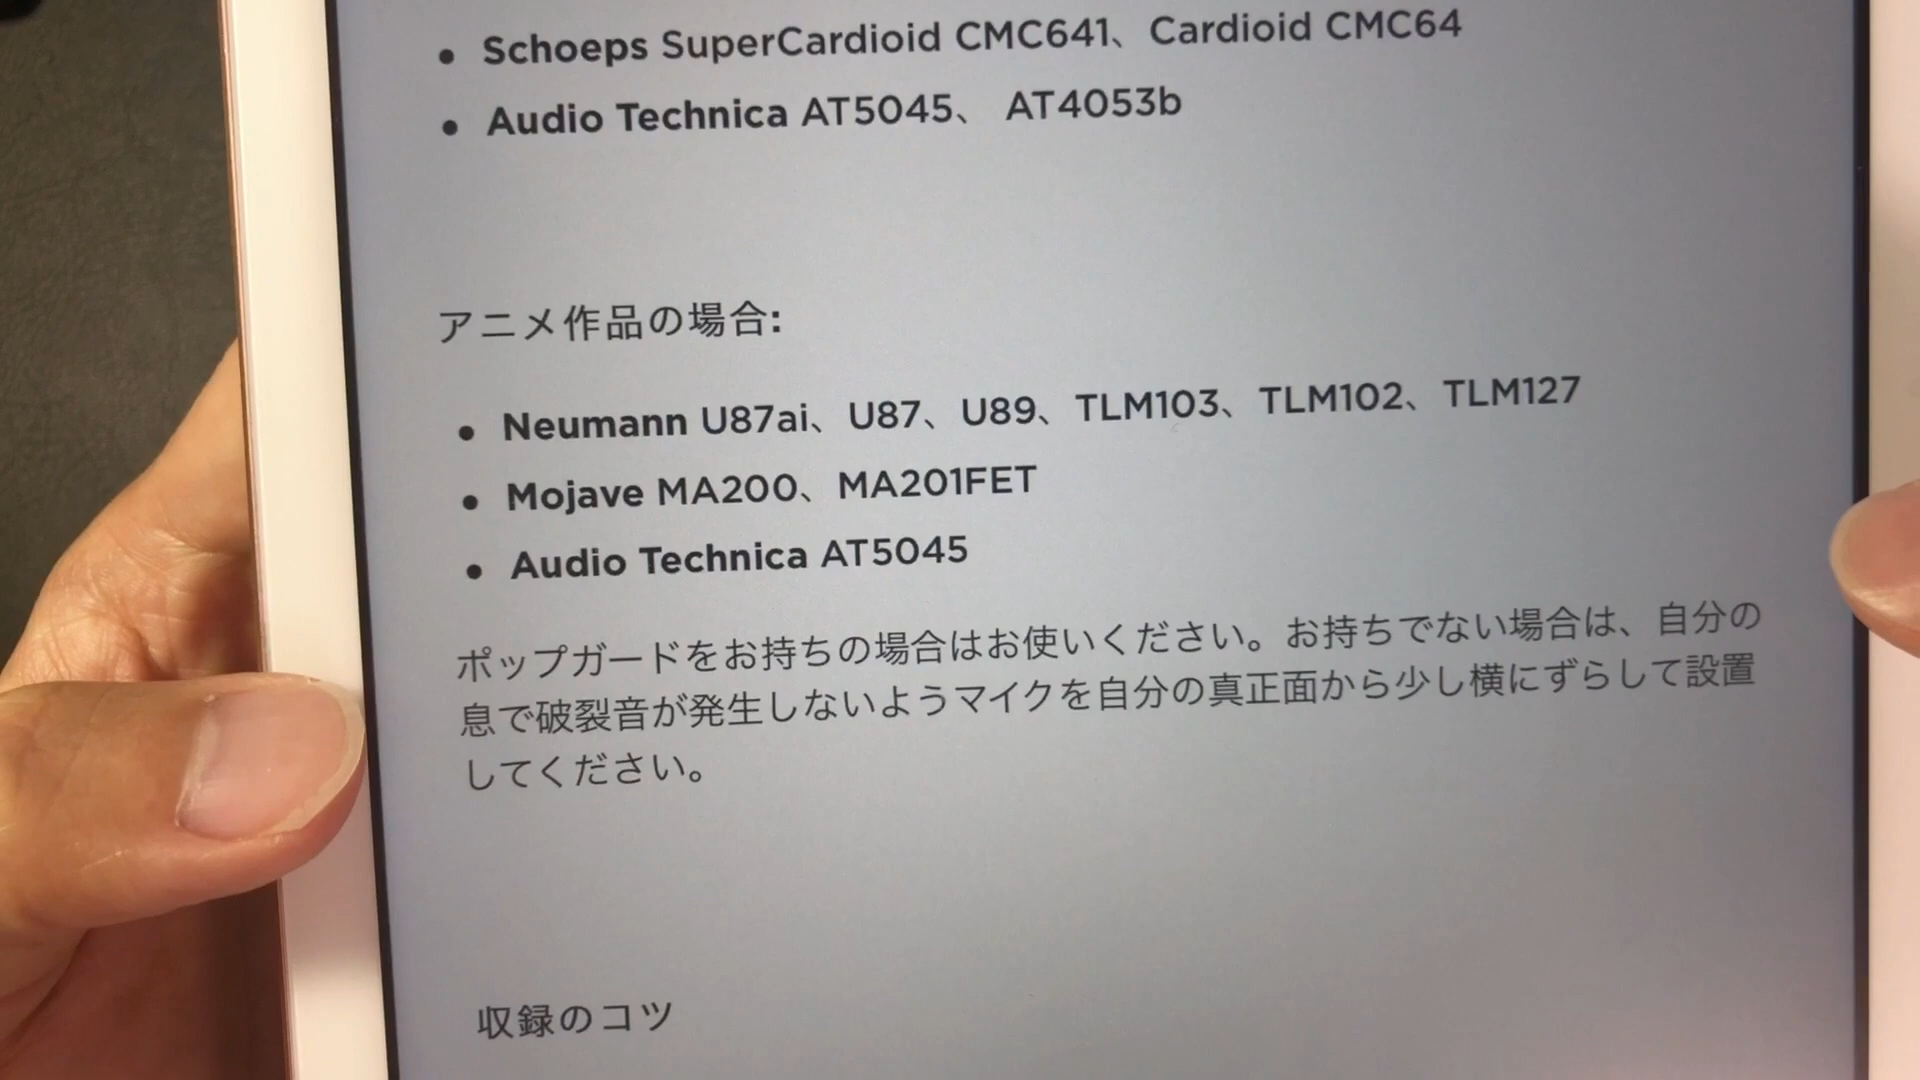 • Schoeps SuperCardioid CMC641、Cardioid CMC64
• Audio Technica AT5045、 AT4053b
アニメ作品の場合:
• Neumann U87ai、U87、U89、TLM103、TLM102、TLM127
• Mojave MA200、MA201FET
• Audio Technica AT5045
ポップガードをお持ちの場合はお使いください。お持ちでない場合は、自分の
息で破裂音が発生しないようマイクを自分の真正面から少し横にずらして設置
してください。
収録のコツ